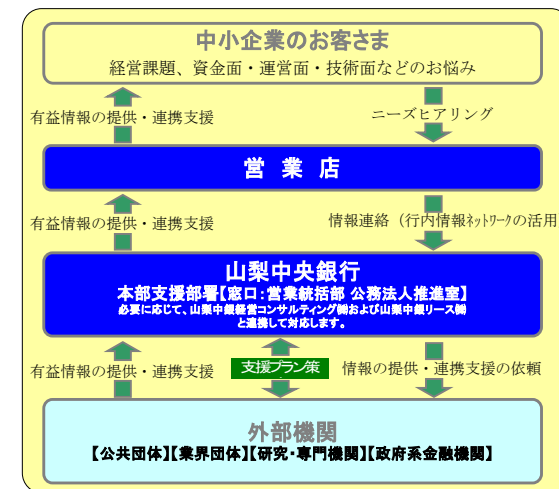 中小企業のお客さま
経営課題、資金面・運営面・技術面などのお悩み
有益情報の提供・連携支援
ニーズヒアリング
営業店
有益情報の提供・連携支援
情報連絡（行内情報ﾈｯﾄﾜｰｸの活用
山梨中央銀行
本部支援部署【窓口：営業統括部 公務法人推進室】
必要に応じて、山梨中銀経営コンサルティング㈱および山梨中銀リース㈱
と連携して対応します。
有益情報の提供・連携支援
支援プラン策
情報の提供・連携支援の依頼
外部機関
【公共団体】【業界団体】【研究・専門機関】【政府系金融機関】